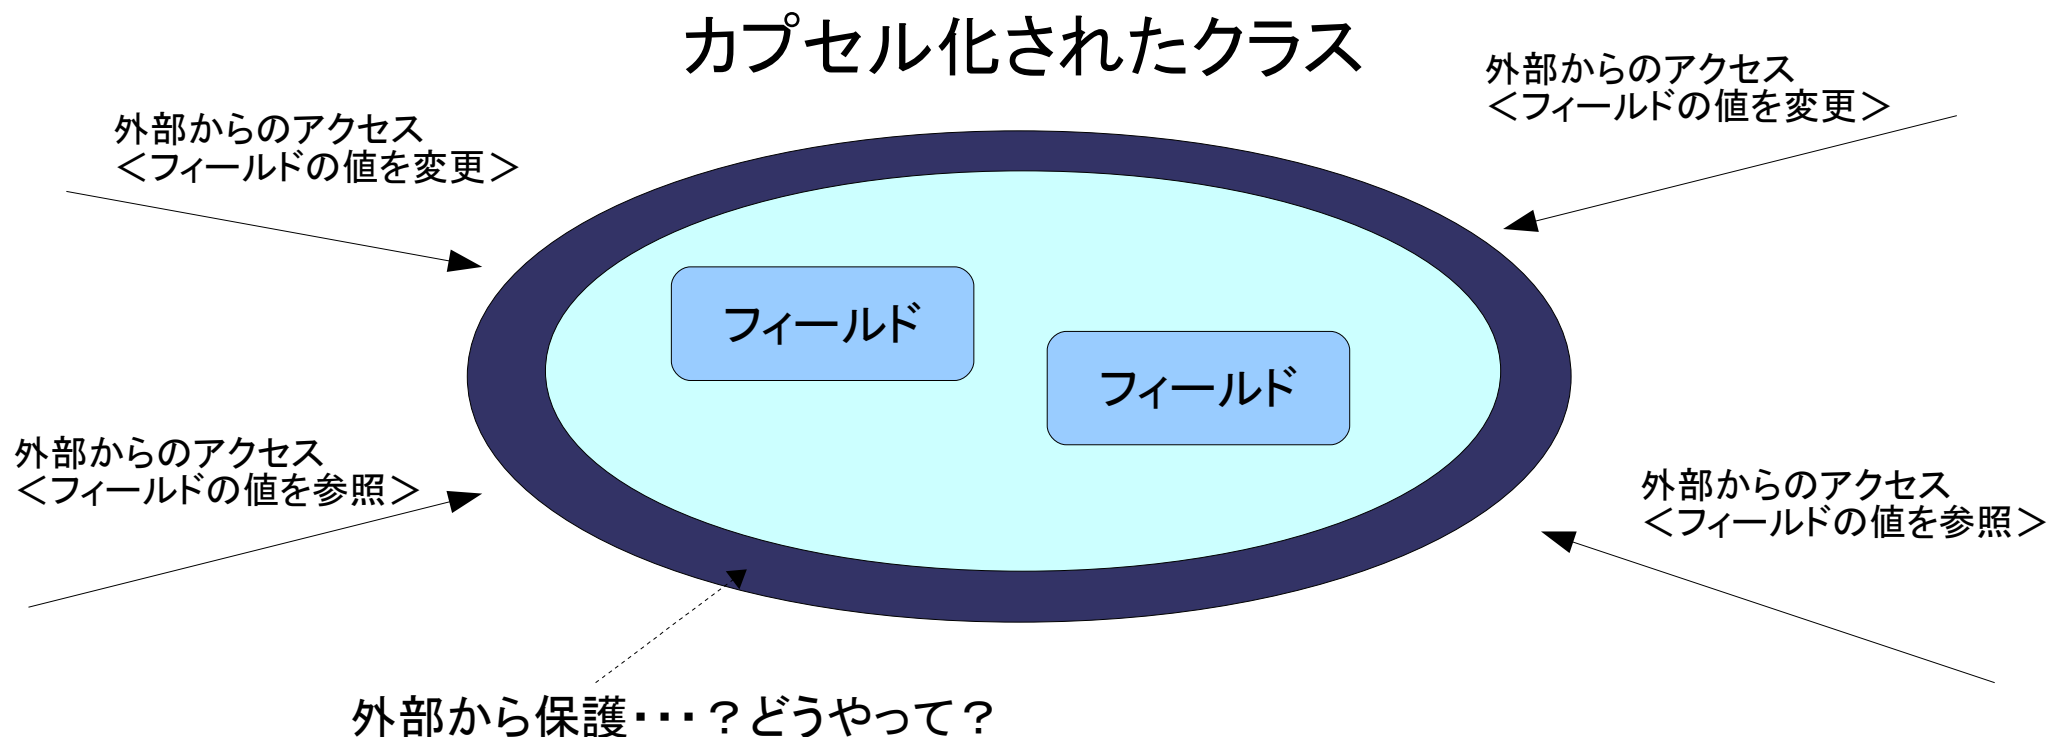 カプセル化されたクラス
外部からのアクセス
＜フィールドの値を変更＞
外部からのアクセス
＜フィールドの値を変更＞
フィールド
フィールド
外部からのアクセス
＜フィールドの値を参照＞
外部からのアクセス
＜フィールドの値を参照＞
外部から保護・・・？どうやって？